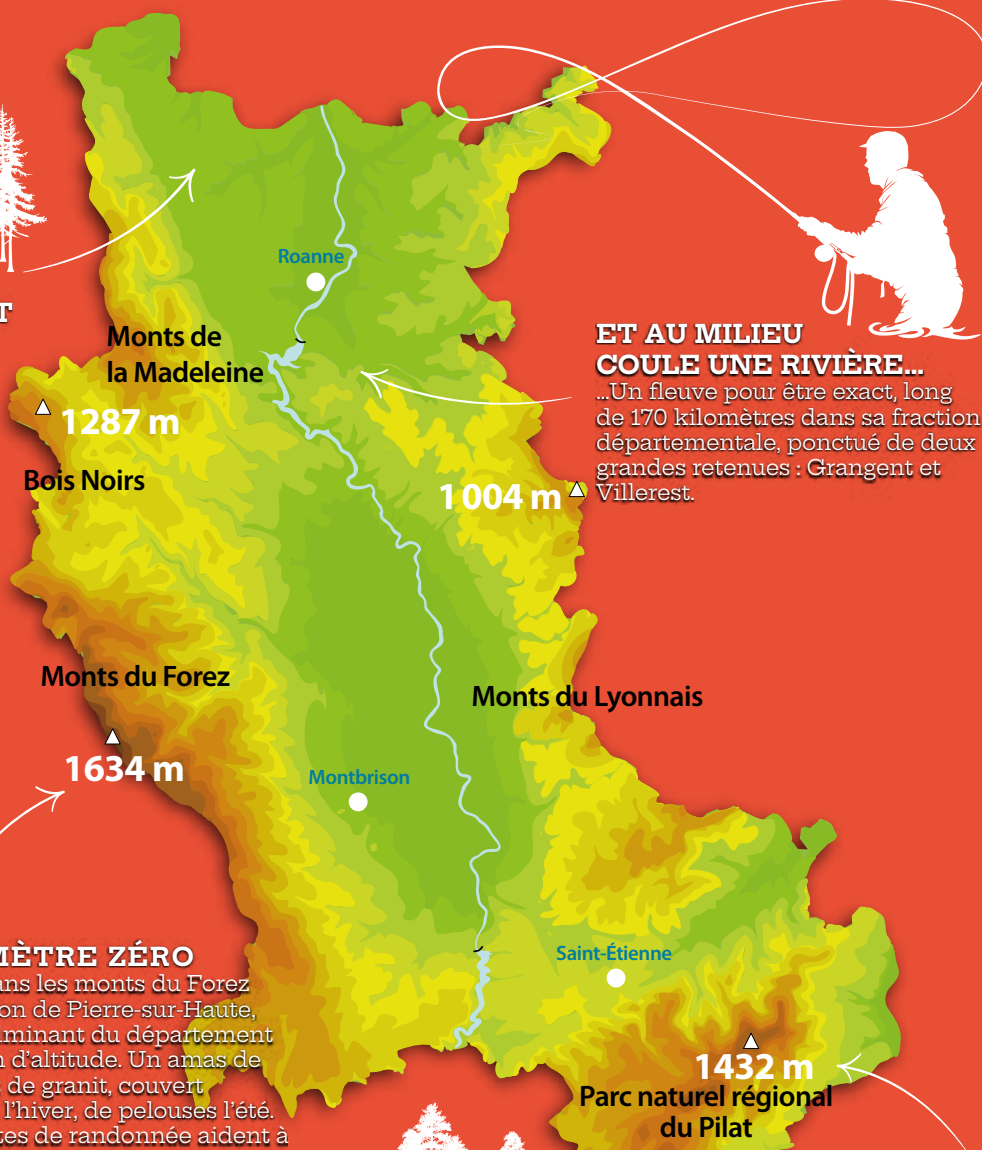 Roanne
T
Monts de
la Madeleine
1287 m
Bois Noirs
ET AU MILIEU
COULE UNE RIVIÈRE...
...Un fleuve pour être exact, long
de 170 kilomètres dans sa fraction
départementale, ponctué de deux
grandes retenues : Grangent et
Villerest.
1 004 m
Monts du Forez
Monts du Lyonnais
1634 m
Montbrison
MÈTRE ZÉRO
ans les monts du Forez
on de Pierre-sur-Haute,
uminant du département
d'altitude. Un amas de
de granit, couvert
l'hiver, de pelouses l'été.
tes de randonnée aident à
Saint-Étienne
1432 m
Parc naturel régional
du Pilat